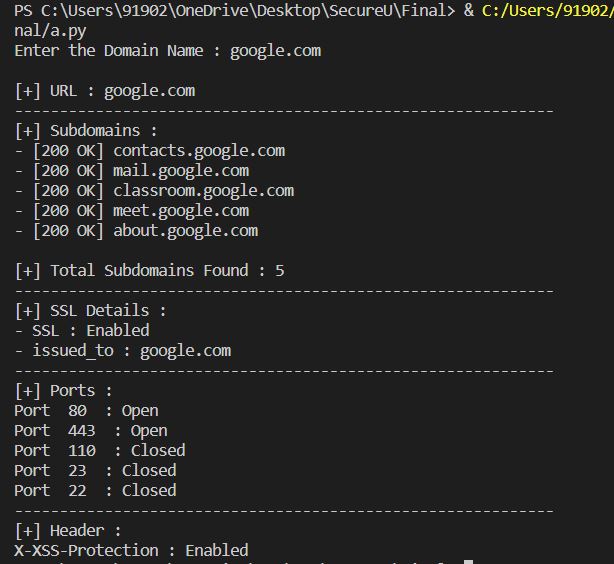 PS C:\Users\91902\OneDrive\Desktop\SecureU\Final> & C:/Users/91902/
nal/a.py
Enter the Domain Name : google.com
[+] URL : google.com
------------------------------------------------------------
[+] Subdomains :
- [200 OK] contacts.google.com
- [200 OK] mail.google.com
- [200 OK] classroom.google.com
- [200 OK] meet.google.com
- [200 OK] about.google.com
[+] Total Subdomains Found : 5
------------------------------------------------------------
[+] SSL Details :
- SSL : Enabled
- issued_to : google.com
------------------------------------------------------------
[+] Ports :
Port  80  : Open
Port  443  : Open
Port  110  : Closed
Port  23  : Closed
Port  22  : Closed
------------------------------------------------------------
[+] Header :
X-XSS-Protection : Enabled